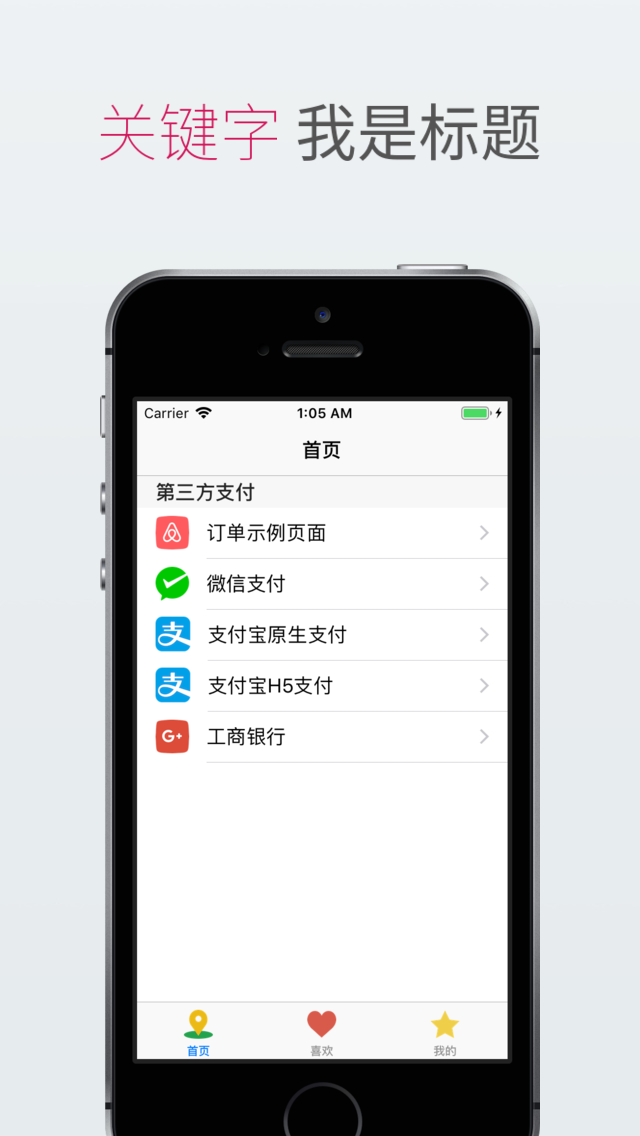 关键字 我是标题
Carrier 1:05 AM
首页
第三方支付
订单示例页面
微信支付
支 支付宝原生支付
支 支付宝H5支付
G+ 工商银行
首页 喜欢 我的